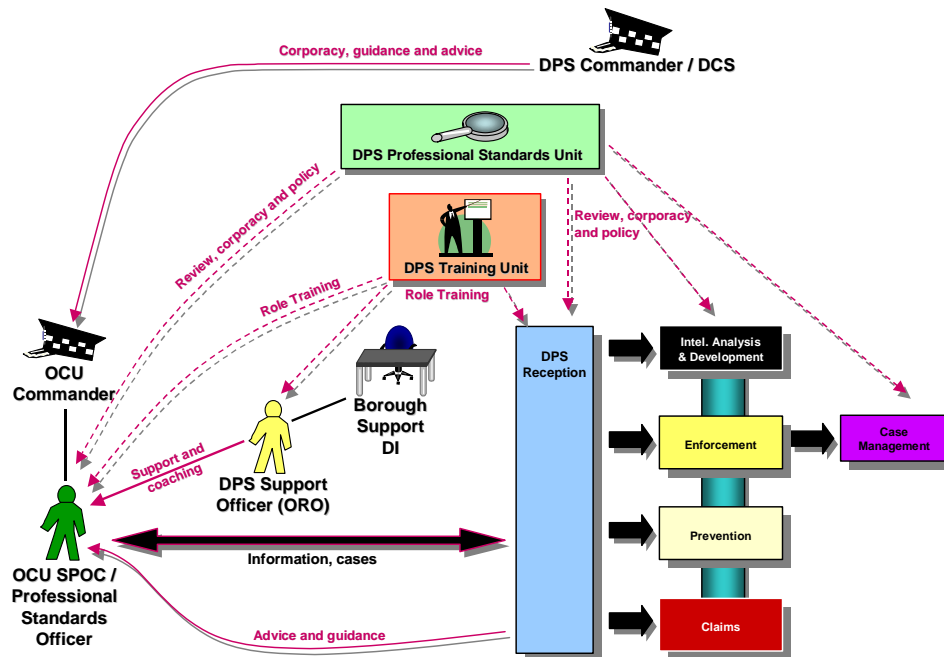 Corporacy, guidance and advice
DPS Commander / DCS
DPS Professional Standards Unit
Review, corporacy and policy
Review, corporacy
and policy
DPS Training Unit
Role Training
Role Training
OCU
Commander
Borough
Support
DI
DPS
Reception
Intel. Analysis
& Development
Enforcement
Case
Management
Support and
coaching
DPS Support
Officer (ORO)
Prevention
Information, cases
OCU SPOC /
Professional
Standards
Officer
Advice and guidance
Claims